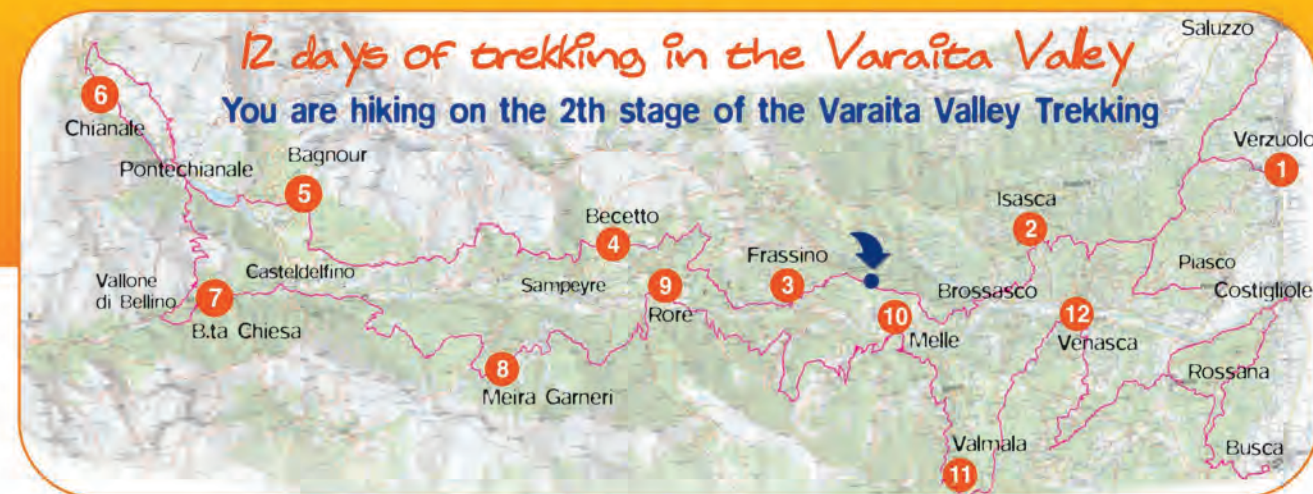 12 days of trekking in the Varaita Valley
You are hiking on the 2th stage of the Varaita Valley Trekking
Saluzzo
6
Chianale
Verzuolo
1
Pontechianale
Bagnour
5
Isasca
2
Becetto
4
Frassino
3
Piasco
Costigliole
Vallone
di Bellino
7
B.ta Chiesa
Casteldelfino
Sampeyre
9
Rore
10
Melle
Brossasco
12
Venasca
8
Meira Garneri
Rossana
Valmala
11
Busca